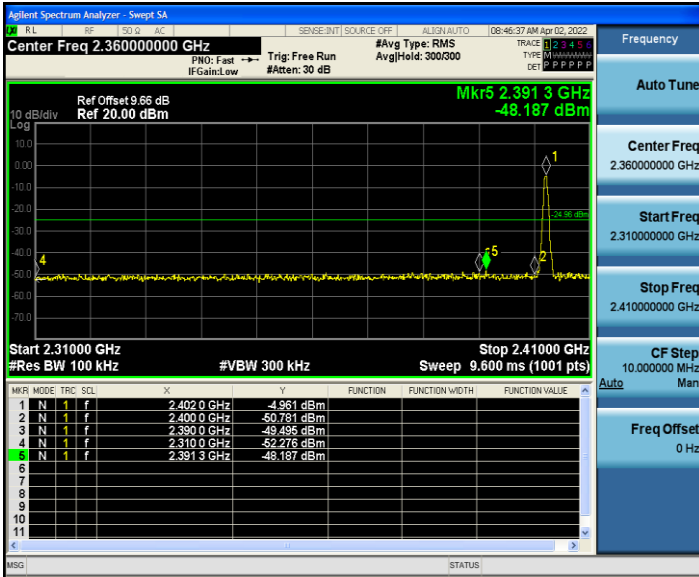 Agilent Spectrum Analyzer - Swept SA
RL RF 50 Ω AC SENSE:INT SOURCE OFF ALIGN AUTO 08:46:37 AM Apr 02, 2022
Center Freq 2.360000000 GHz #Avg Type: RMS TRACE 1 2 3 4 5 6
PNO: Fast Trig: Free Run Avg|Hold: 300/300 TYPE M
IFGain:Low #Atten: 30 dB DET P P P P P P
Mkr5 2.391 3 GHz
Ref Offset 9.66 dB
10 dB/div Ref 20.00 dBm -48.187 dBm
Log
10.0
1
0.00
-10.0
-20.0
-24.96 dBm
-30.0
-40.0
4 5 2
-50.0
-60.0
-70.0
Start 2.31000 GHz Stop 2.41000 GHz
#Res BW 100 kHz #VBW 300 kHz Sweep 9.600 ms (1001 pts)
MKR MODE TRC SCL X Y FUNCTION FUNCTION WIDTH FUNCTION VALUE
1 N 1 f 2.402 0 GHz -4.961 dBm
2 N 1 f 2.400 0 GHz -50.781 dBm
3 N 1 f 2.390 0 GHz -49.495 dBm
4 N 1 f 2.310 0 GHz -52.276 dBm
5 N 1 f 2.391 3 GHz -48.187 dBm
6
7
8
9
10
11
MSG STATUS
Frequency
Auto Tune
Center Freq
2.360000000 GHz
Start Freq
2.310000000 GHz
Stop Freq
2.410000000 GHz
CF Step
10.000000 MHz
Auto Man
Freq Offset
0 Hz